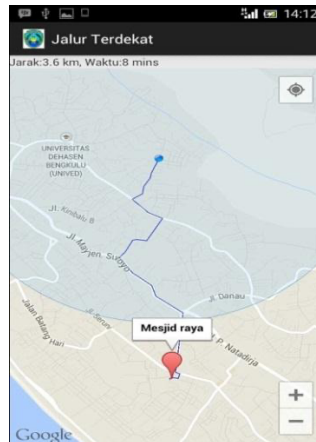 14:12
Jalur Terdekat
Jarak:3.6 km, Waktu:8 mins
UNIVERSITAS
DEHASEN
BENGKULU
(UNIVED)
Jl. Kinibalu 8
Jl. Mayjen. Sutoyo
Jl. Danau
Jalan Batang Hari
Jl. Seruni
Mesjid raya
P. Natadirja
+
−
Google